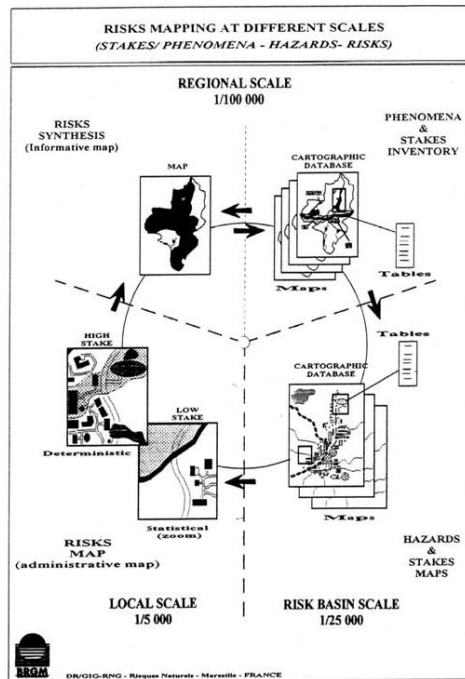 RISKS MAPPING AT DIFFERENT SCALES
(STAKES/ PHENOMENA - HAZARDS- RISKS)
REGIONAL SCALE
1/100 000
RISKS
SYNTHESIS
(Informative map)
PHENOMENA
&
STAKES
INVENTORY
MAP
CARTOGRAPHIC
DATABASE
Maps
Tables
HIGH
STAKE
Deterministic
LOW
STAKE
Statistical
(zoom)
Tables
CARTOGRAPHIC
DATABASE
Maps
RISKS
MAP
(administrative map)
HAZARDS
&
STAKES
MAPS
LOCAL SCALE
1/5 000
RISK BASIN SCALE
1/25 000
BRGM
DR/GIG-RNG - Risques Naturels - Marseille - FRANCE